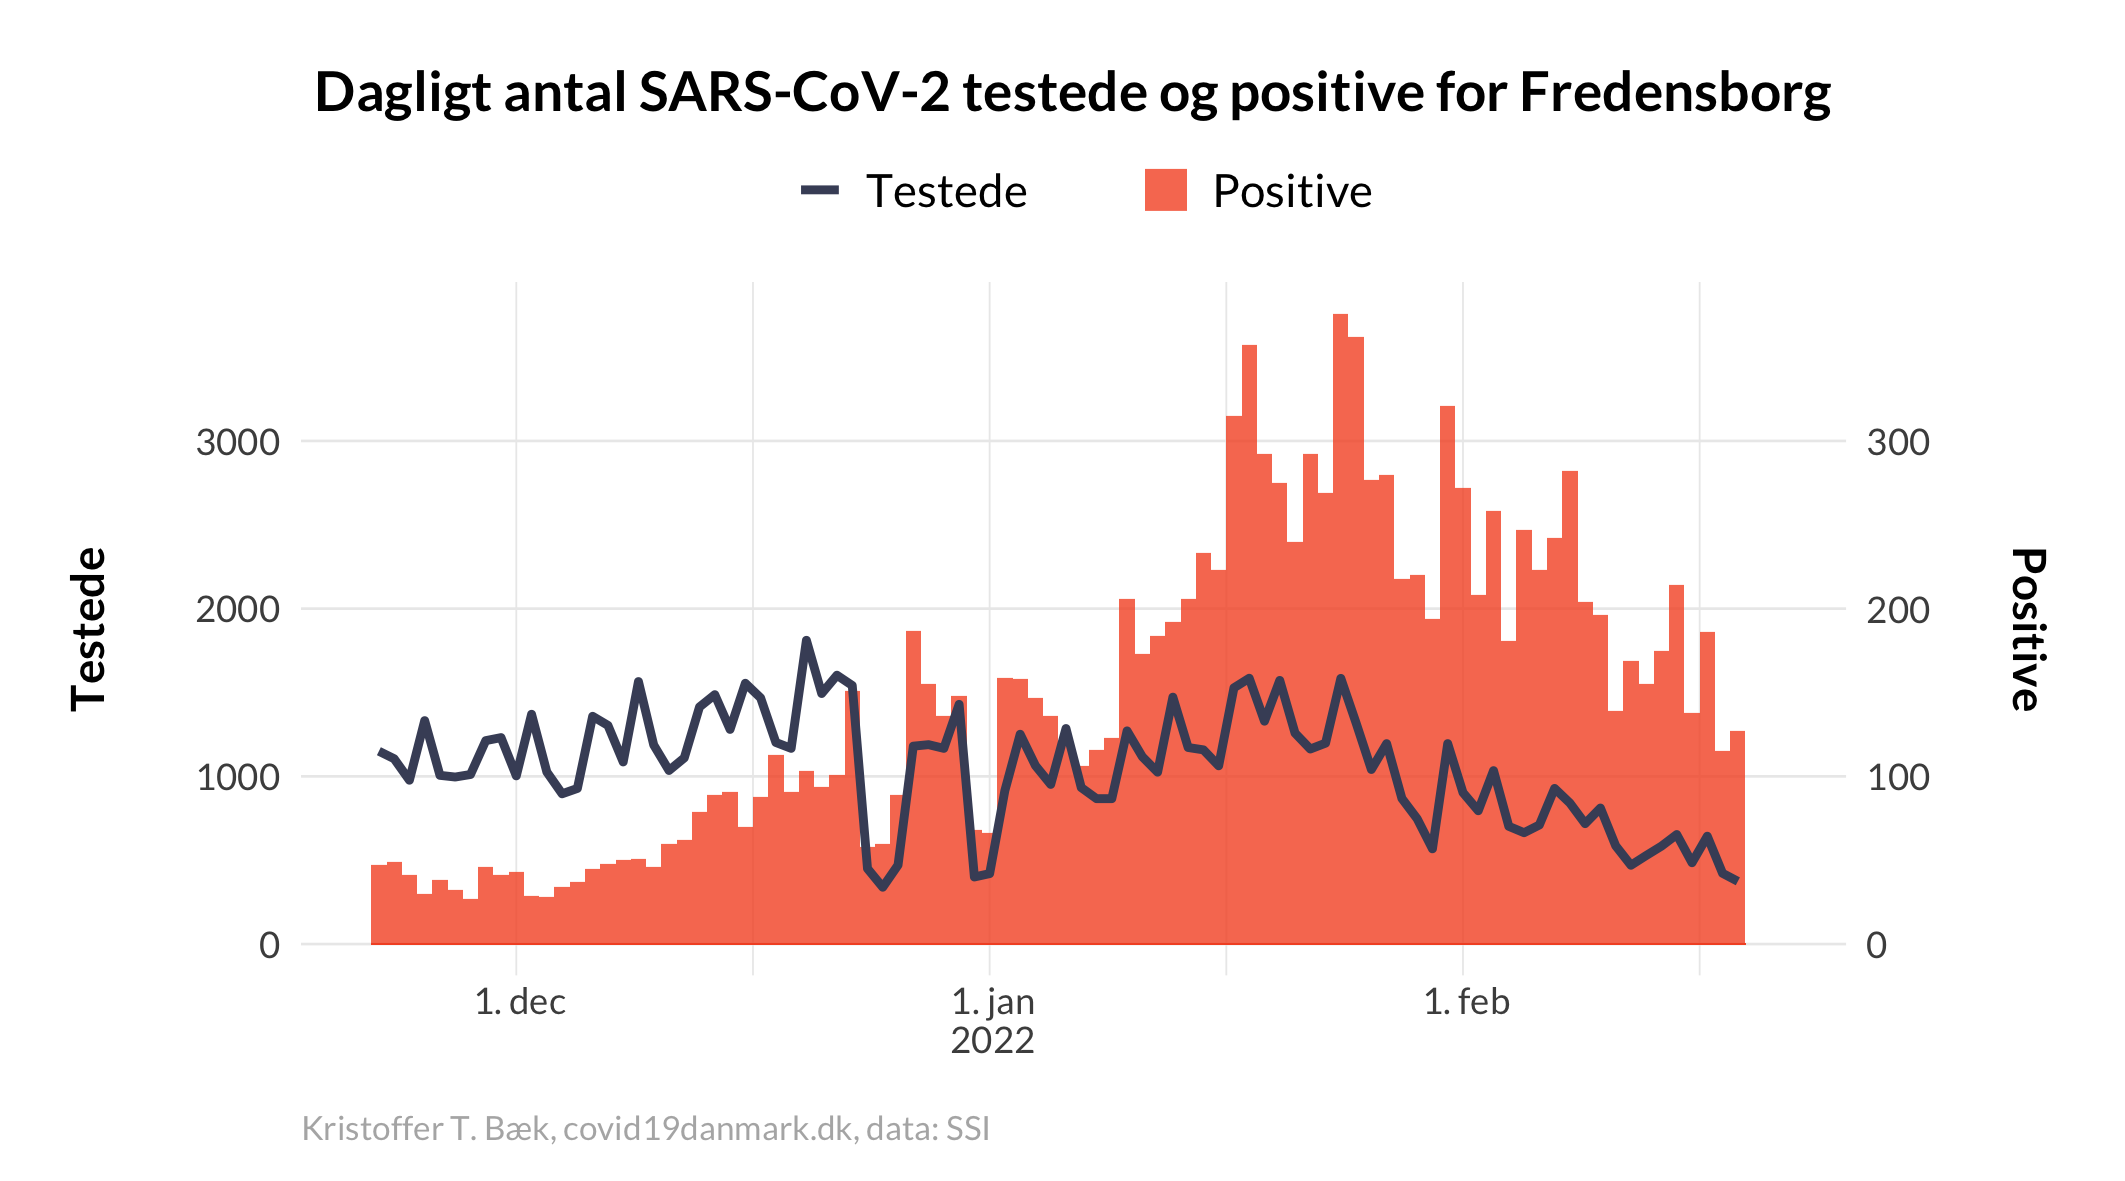 Dagligt antal SARS-CoV-2 testede og positive for Fredensborg
Testede
Positive
Testede
3000
2000
1000
0
300
200
100
0
Positive
1. dec
1. jan
2022
1. feb
Kristoffer T. Bæk, covid19danmark.dk, data: SSI